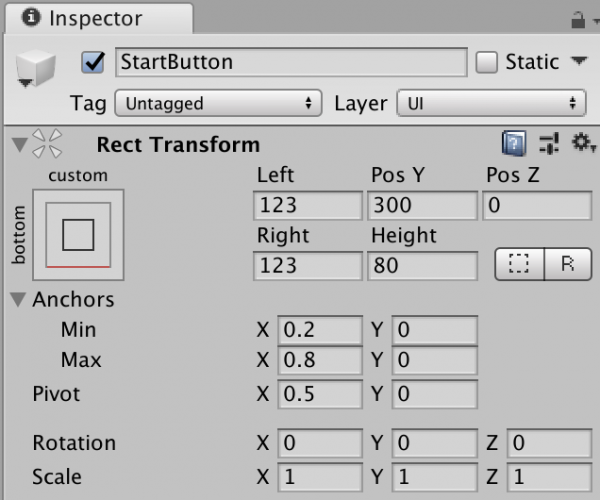 Inspector
StartButton Static
Tag Untagged Layer UI
Rect Transform
custom Left Pos Y Pos Z
bottom 123 300 0
Right Height
123 80 R
Anchors
Min X 0.2 Y 0
Max X 0.8 Y 0
Pivot X 0.5 Y 0
Rotation X 0 Y 0 Z 0
Scale X 1 Y 1 Z 1